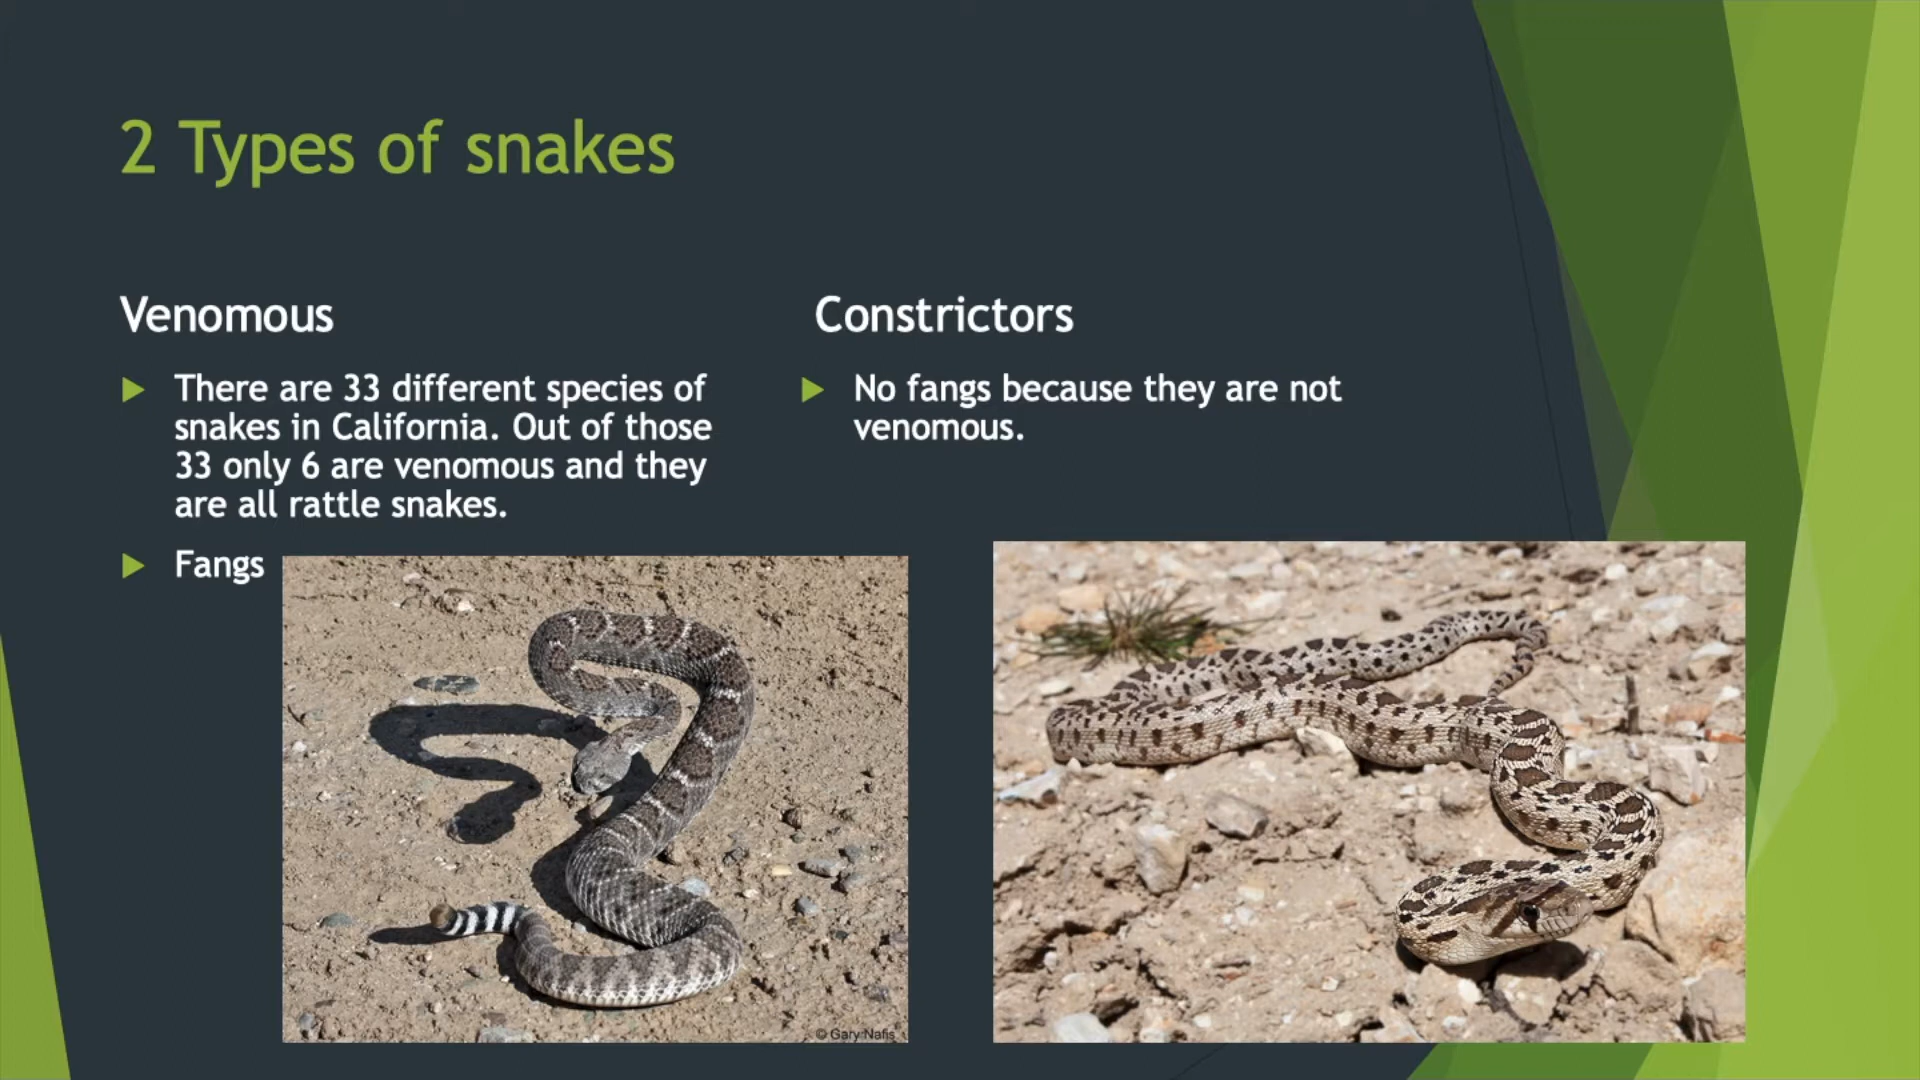 2 Types of snakes
Venomous
There are 33 different species of
snakes in California. Out of those
33 only 6 are venomous and they
are all rattle snakes.
Fangs
Constrictors
No fangs because they are not
venomous.
© Gary Nafis